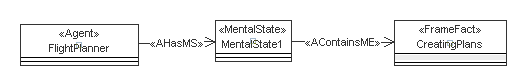 «Agent»
FlightPlanner
«AHasMS»
«MentalState»
MentalState1
«AContainsME»
«FrameFact»
CreatingPlans